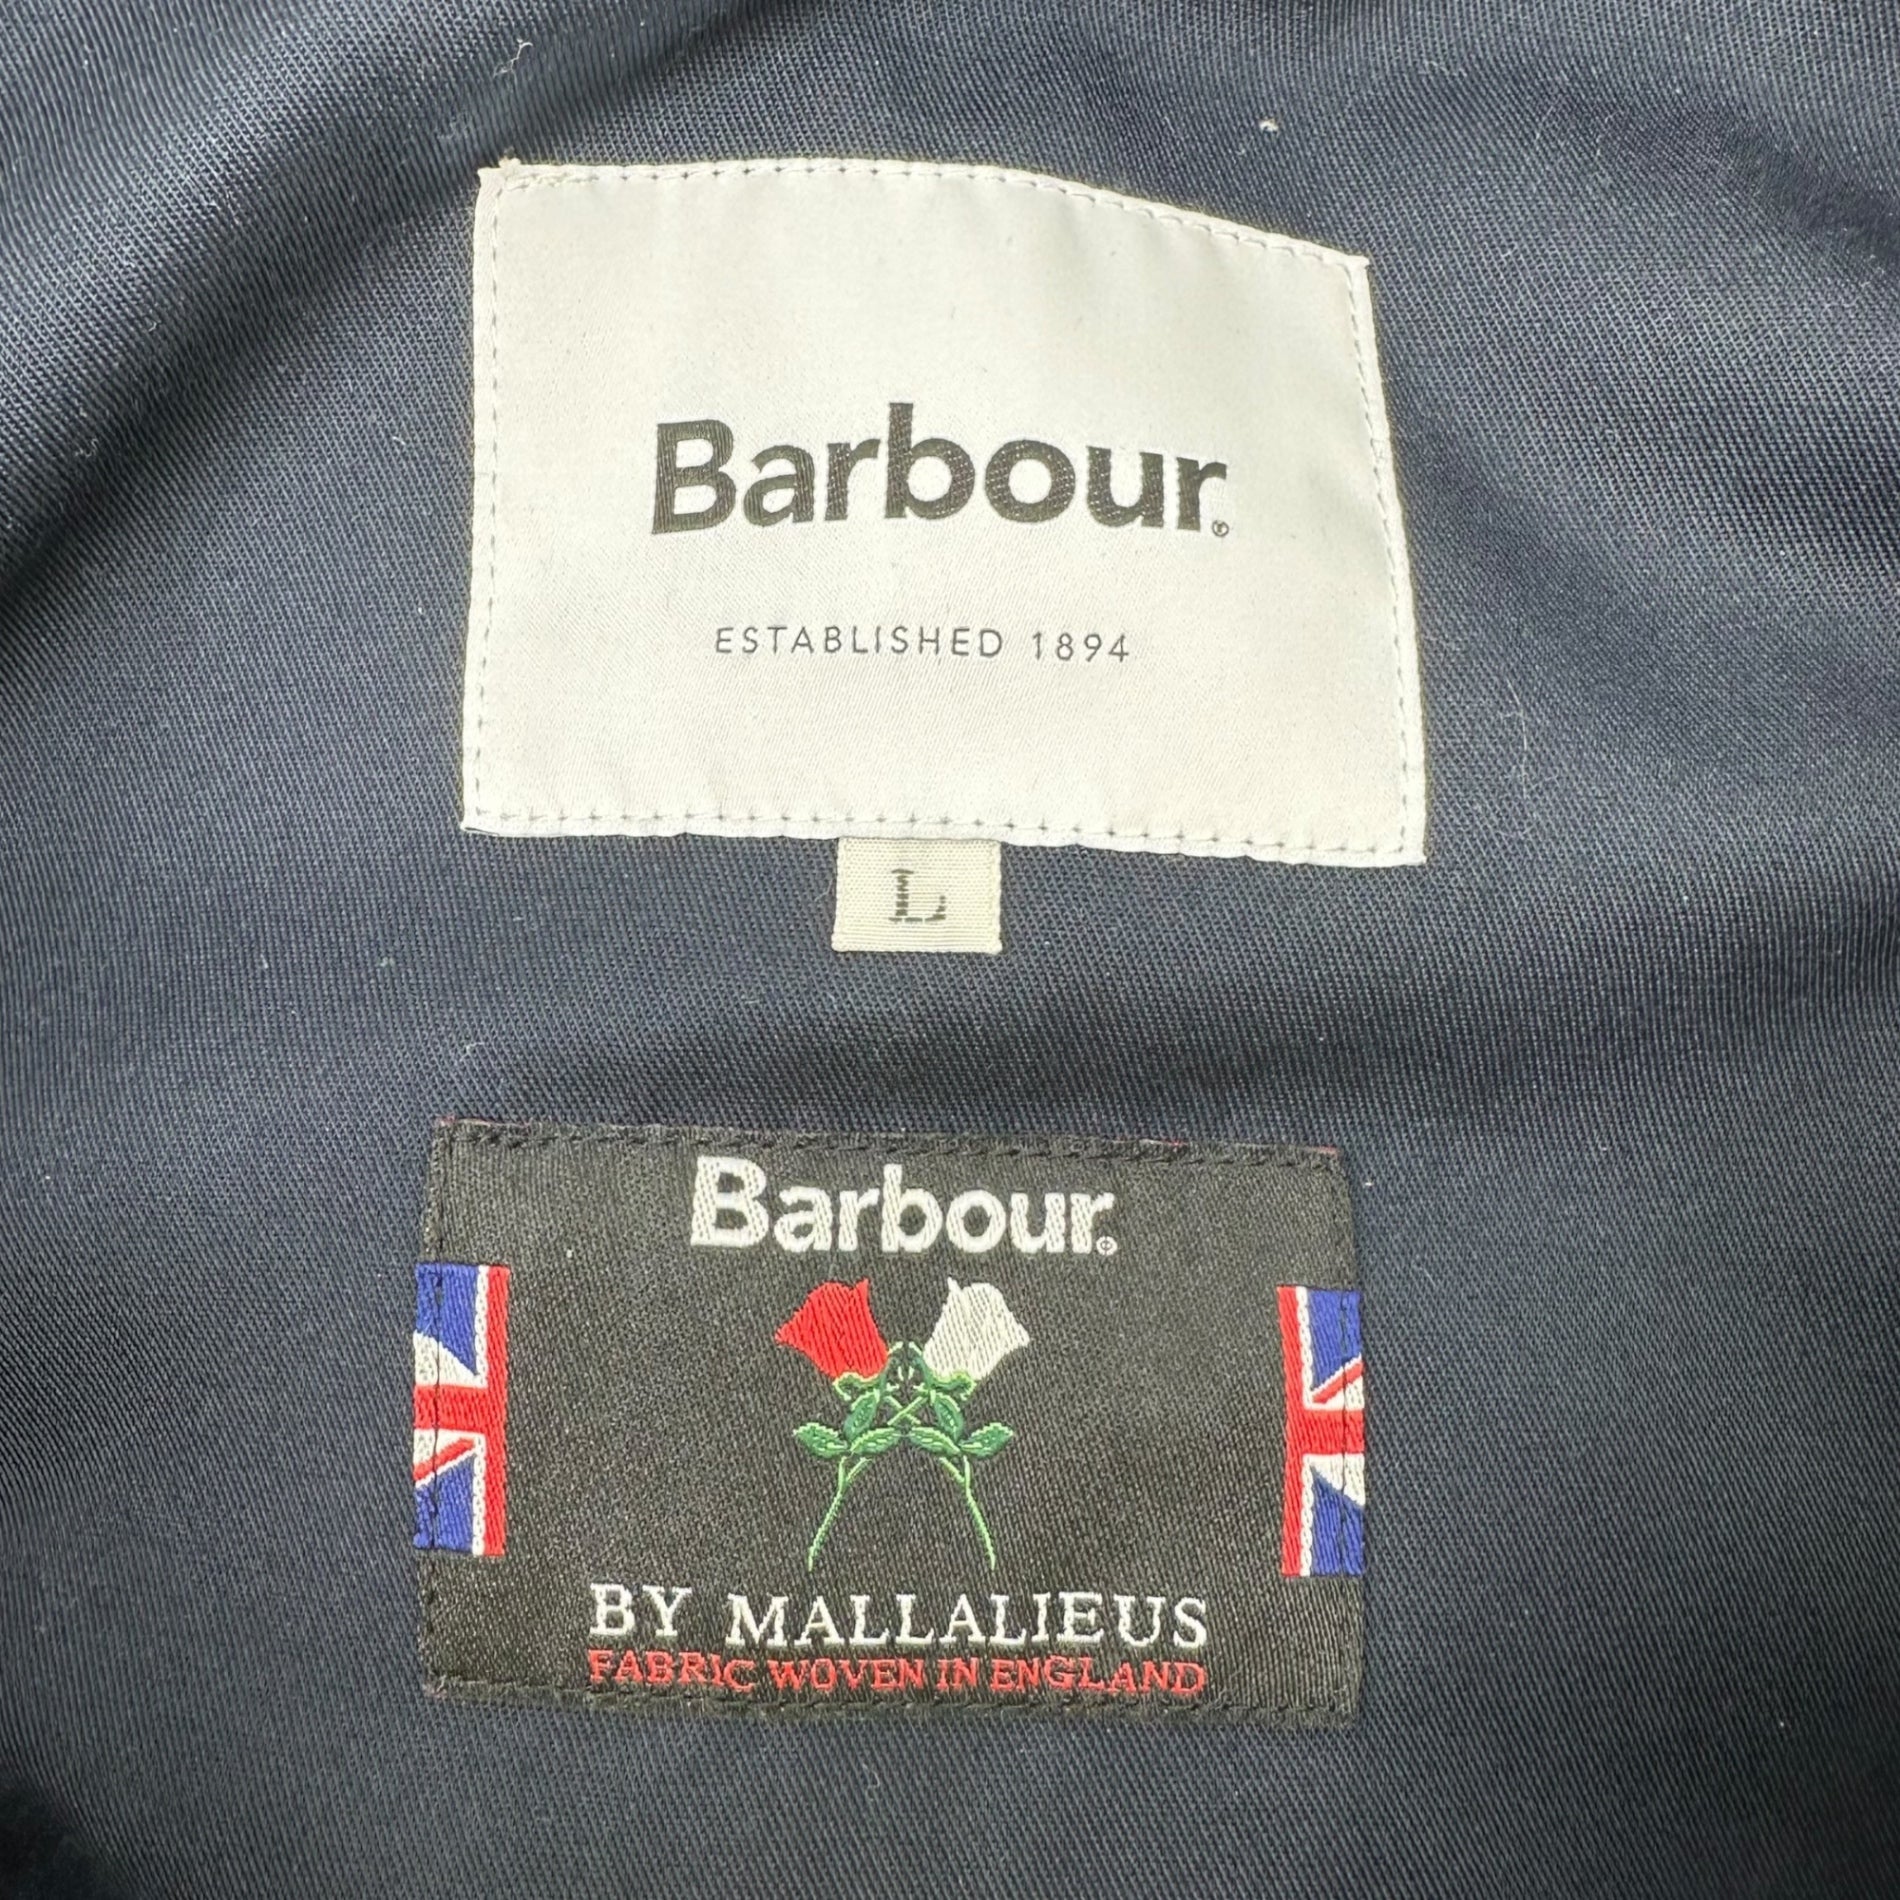 Barbour®
ESTABLISHED 1894
L
Barbour®
BY MALLALIEUS
FABRIC WOVEN IN ENGLAND